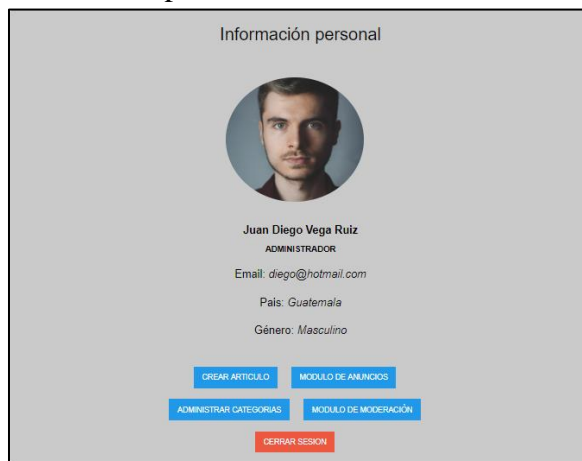 Información personal
Juan Diego Vega Ruiz
ADMINISTRADOR
Email: diego@hotmail.com
Pais: Guatemala
Género: Masculino
CREAR ARTICULO MODULO DE ANUNCIOS
ADMINISTRAR CATEGORIAS MODULO DE MODERACIÓN
CERRAR SESION